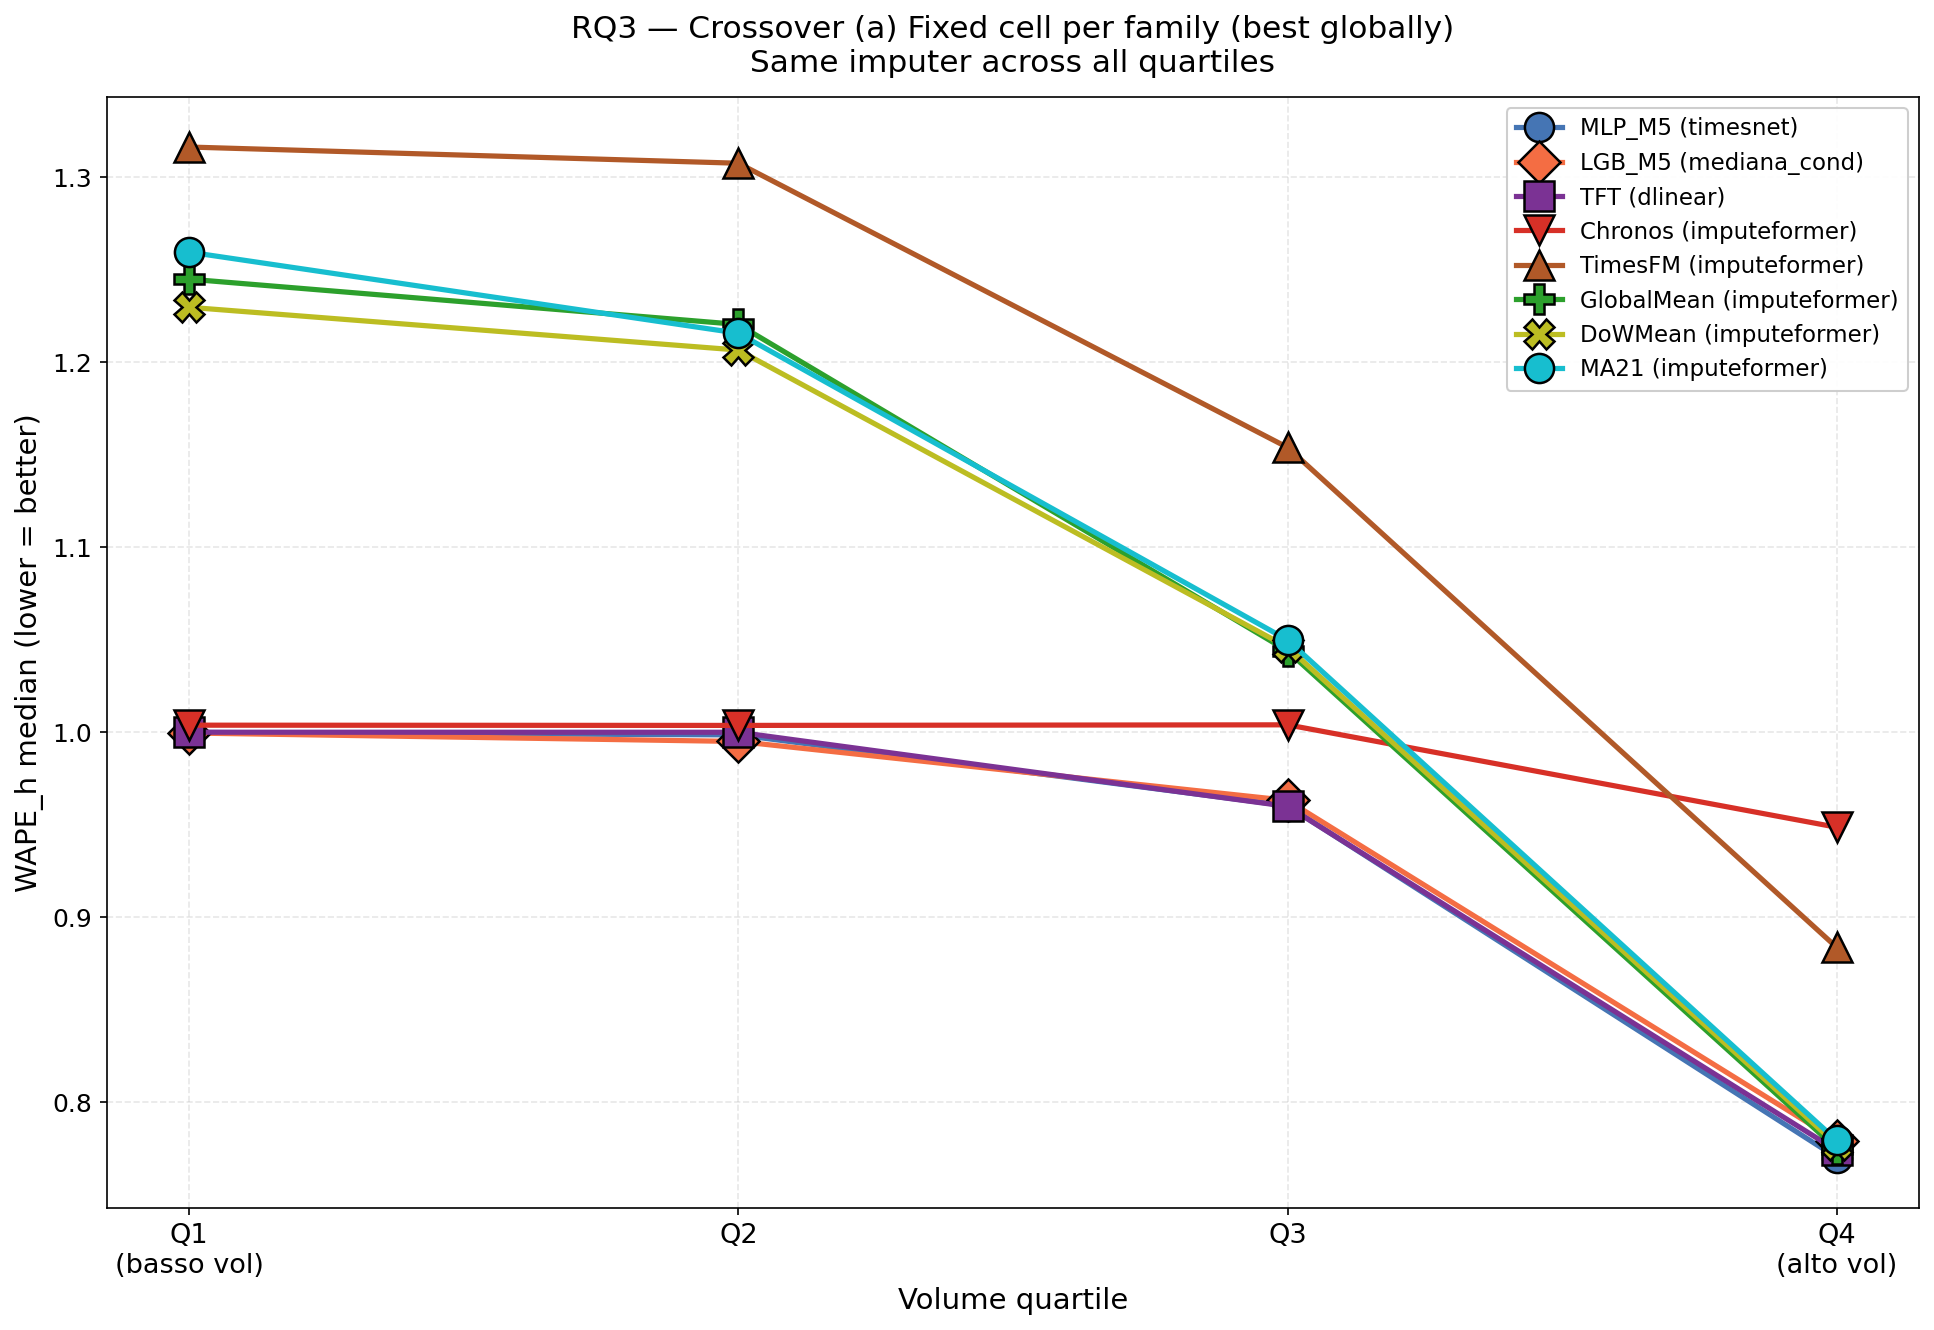 RQ3 — Crossover (a) Fixed cell per family (best globally)
Same imputer across all quartiles
MLP_M5 (timesnet)
LGB_M5 (mediana_cond)
TFT (dlinear)
Chronos (imputeformer)
TimesFM (imputeformer)
GlobalMean (imputeformer)
DoWMean (imputeformer)
MA21 (imputeformer)
WAPE_h median (lower = better)
1.3
1.2
1.1
1.0
0.9
0.8
Q1
(basso vol)
Q2
Q3
Q4
(alto vol)
Volume quartile